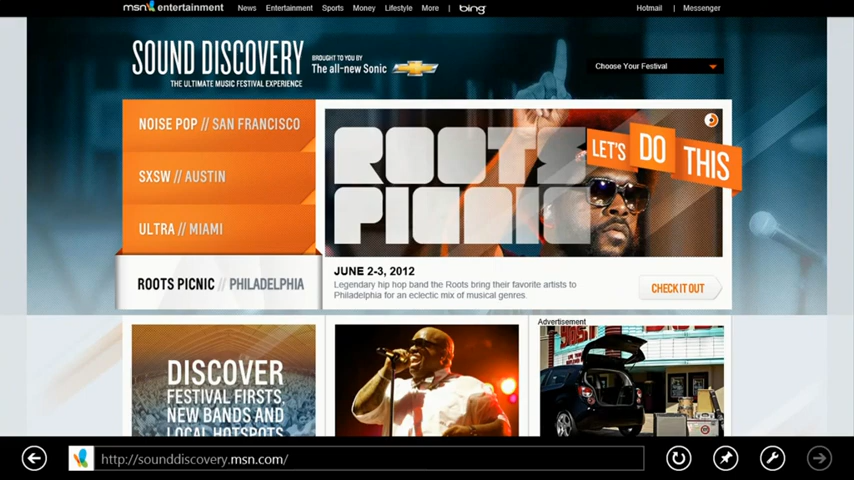 msn entertainment News Entertainment Sports Money Lifestyle More bing Hotmail Messenger
SOUND DISCOVERY
THE ULTIMATE MUSIC FESTIVAL EXPERIENCE
BROUGHT TO YOU BY
The all-new Sonic
Choose Your Festival
NOISE POP // SAN FRANCISCO
SXSW // AUSTIN
ULTRA // MIAMI
ROOTS PICNIC // PHILADELPHIA
ROOTS
PICNIC
LET'S DO THIS
JUNE 2-3, 2012
Legendary hip hop band the Roots bring their favorite artists to
Philadelphia for an eclectic mix of musical genres.
CHECK IT OUT
DISCOVER
FESTIVAL FIRSTS,
NEW BANDS AND
LOCAL HOTSPOTS
Advertisement
http://sounddiscovery.msn.com/